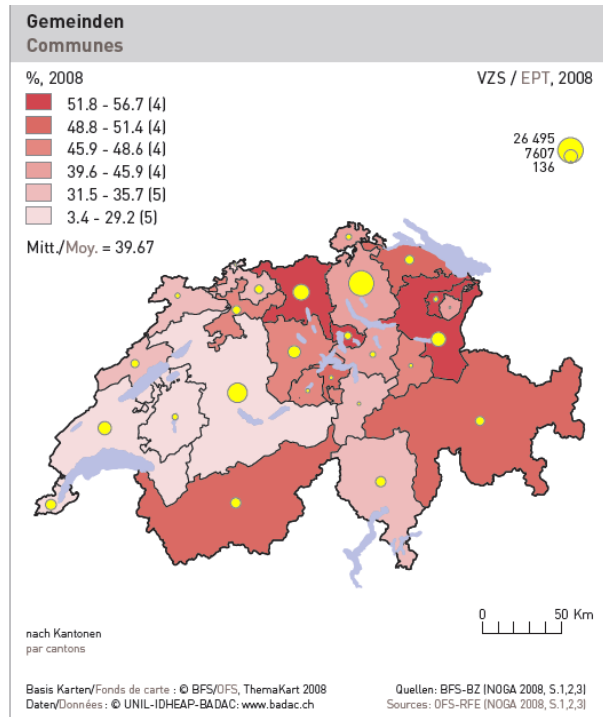 Gemeinden
Communes
%, 2008
VZS / EPT, 2008
51.8 - 56.7 (4)
48.8 - 51.4 (4)
45.9 - 48.6 (4)
39.6 - 45.9 (4)
31.5 - 35.7 (5)
3.4 - 29.2 (5)
26 495
7607
136
Mitt./Moy. = 39.67
0 50 Km
nach Kantonen
par cantons
Basis Karten/Fonds de carte : © BFS/OFS, ThemaKart 2008
Quellen: BFS-BZ (NOGA 2008, S.1,2,3)
Daten/Données : © UNIL-IDHEAP-BADAC: www.badac.ch
Sources: OFS-RFE (NOGA 2008, S.1,2,3)